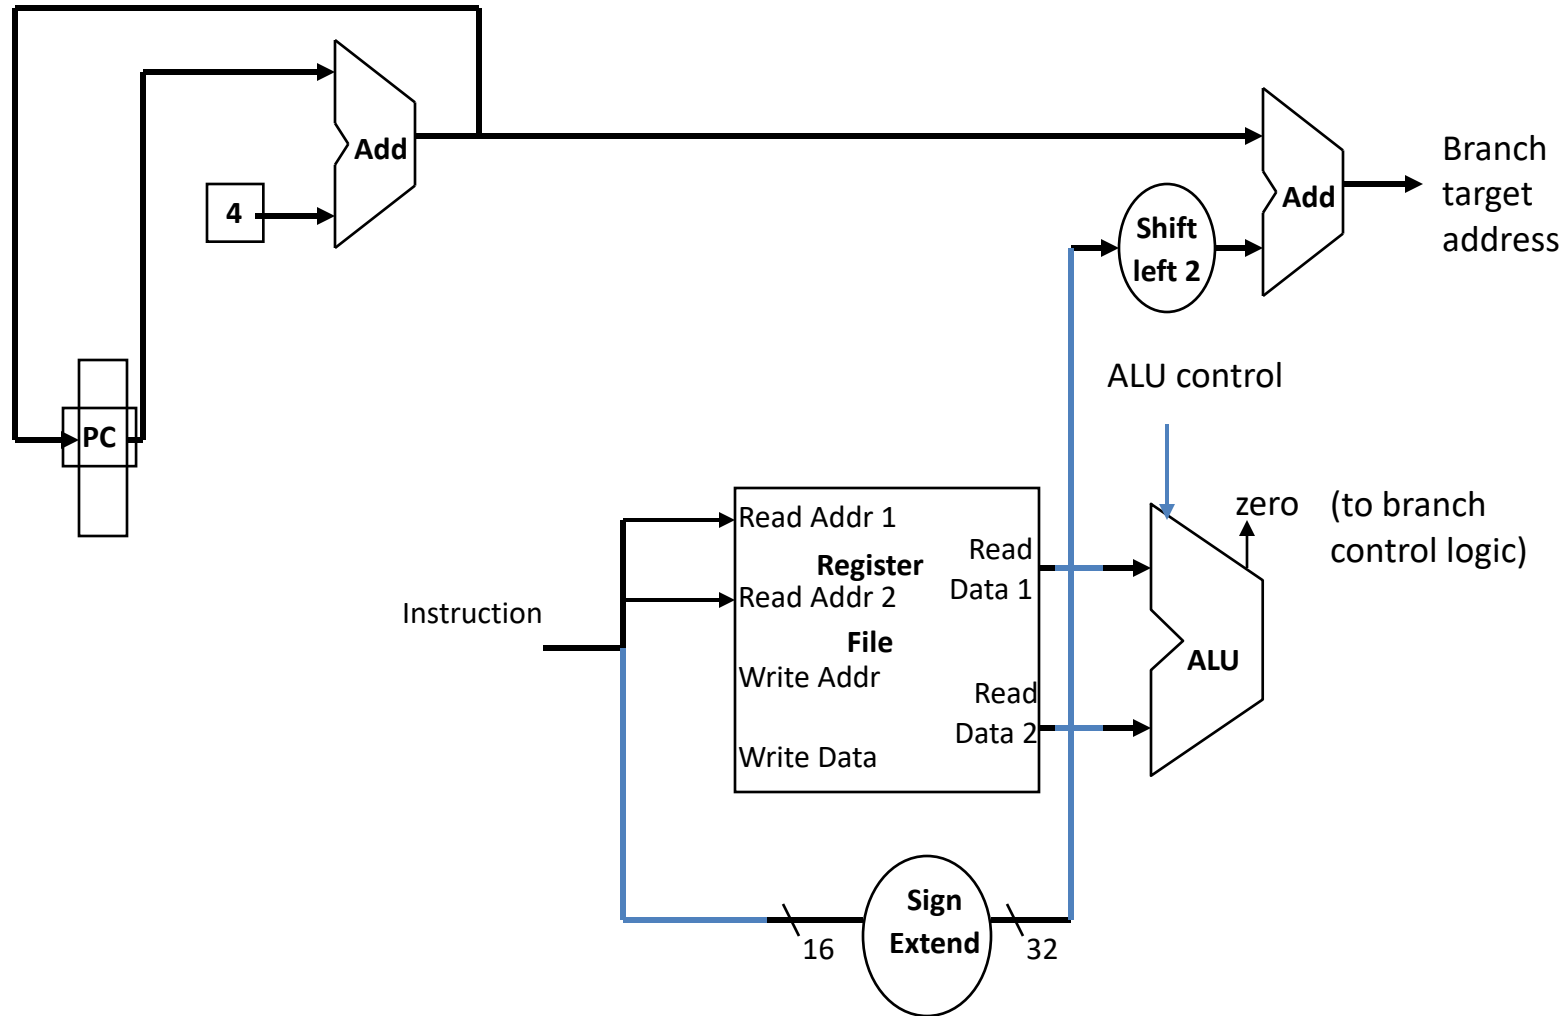 Add
4
Branch
target
address
Add
Shift
left 2
ALU control
PC
zero (to branch
control logic)
Read Addr 1
Register
Read Addr 2
File
Write Addr
Write Data
Read
Data 1
Read
Data 2
Instruction
ALU
Sign
Extend
16
32